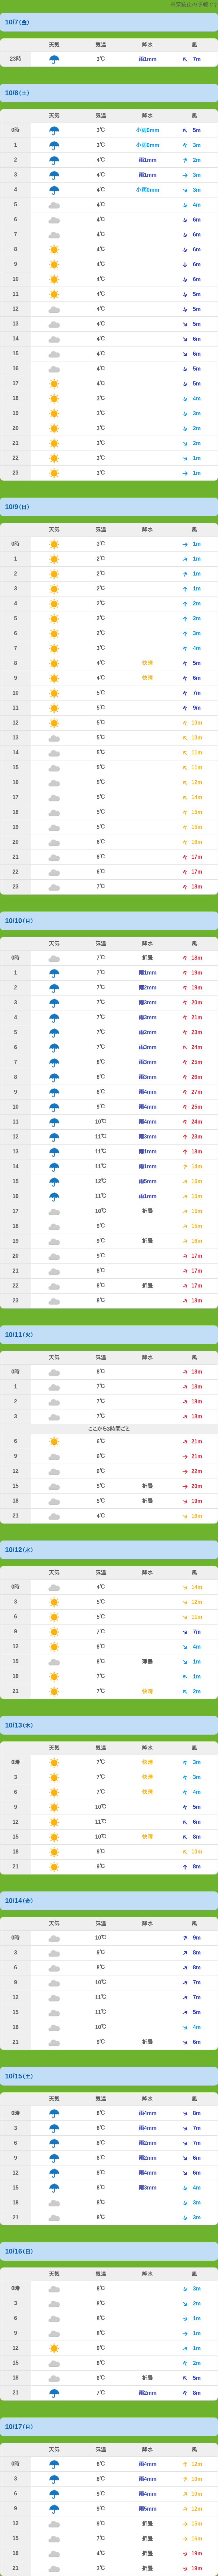 10/7(金)
天気 気温 降水 風
23時 3℃ 雨1mm 7m
10/8(土)
天気 気温 降水 風
0時 3℃ 小雨0mm 5m
1 3℃ 小雨0mm 3m
2 4℃ 雨1mm 2m
3 4℃ 雨1mm 3m
4 4℃ 小雨0mm 3m
5 4℃ 4m
6 4℃ 6m
7 4℃ 6m
8 4℃ 6m
9 4℃ 6m
10 4℃ 6m
11 4℃ 5m
12 4℃ 5m
13 4℃ 5m
14 4℃ 6m
15 4℃ 6m
16 4℃ 5m
17 4℃ 5m
18 3℃ 4m
19 3℃ 3m
20 3℃ 2m
21 3℃ 2m
22 3℃ 1m
23 3℃ 1m
10/9(日)
天気 気温 降水 風
0時 3℃ 1m
1 2℃ 1m
2 2℃ 1m
3 2℃ 1m
4 2℃ 2m
5 2℃ 2m
6 2℃ 3m
7 3℃ 4m
8 4℃ 快晴 5m
9 4℃ 快晴 6m
10 5℃ 7m
11 5℃ 9m
12 5℃ 10m
13 5℃ 10m
14 5℃ 11m
15 5℃ 11m
16 5℃ 12m
17 5℃ 14m
18 5℃ 15m
19 5℃ 15m
20 6℃ 16m
21 6℃ 17m
22 6℃ 17m
23 7℃ 18m
10/10(月)
天気 気温 降水 風
0時 7℃ 折曇 18m
1 7℃ 雨1mm 19m
2 7℃ 雨2mm 19m
3 7℃ 雨3mm 20m
4 7℃ 雨3mm 21m
5 7℃ 雨2mm 23m
6 7℃ 雨3mm 24m
7 8℃ 雨3mm 25m
8 8℃ 雨3mm 26m
9 9℃ 雨4mm 27m
10 9℃ 雨4mm 25m
11 10℃ 雨4mm 24m
12 11℃ 雨3mm 23m
13 11℃ 雨1mm 18m
14 11℃ 雨1mm 14m
15 12℃ 雨5mm 15m
16 11℃ 雨1mm 15m
17 10℃ 折曇 15m
18 9℃ 15m
19 9℃ 折曇 16m
20 9℃ 17m
21 8℃ 17m
22 8℃ 折曇 17m
23 8℃ 18m
10/11(火)
天気 気温 降水 風
0時 8℃ 18m
1 7℃ 18m
2 7℃ 18m
3 7℃ 18m
ここから3時間ごと
6 6℃ 21m
9 6℃ 21m
12 6℃ 22m
15 5℃ 折曇 20m
18 5℃ 折曇 19m
21 4℃ 16m
10/12(水)
天気 気温 降水 風
0時 4℃ 14m
3 5℃ 12m
6 5℃ 11m
9 7℃ 7m
12 8℃ 4m
15 8℃ 薄曇 1m
18 7℃ 1m
21 7℃ 快晴 2m
10/13(木)
天気 気温 降水 風
0時 7℃ 快晴 3m
3 7℃ 快晴 3m
6 7℃ 快晴 4m
9 10℃ 5m
12 11℃ 6m
15 10℃ 快晴 8m
18 9℃ 10m
21 9℃ 8m
10/14(金)
天気 気温 降水 風
0時 10℃ 9m
3 9℃ 8m
6 8℃ 8m
9 10℃ 7m
12 11℃ 7m
15 11℃ 5m
18 10℃ 4m
21 9℃ 折曇 6m
10/15(土)
天気 気温 降水 風
0時 8℃ 雨4mm 8m
3 8℃ 雨4mm 7m
6 8℃ 雨2mm 7m
9 8℃ 雨2mm 6m
12 8℃ 雨4mm 6m
15 8℃ 雨3mm 4m
18 8℃ 3m
21 8℃ 3m
10/16(日)
天気 気温 降水 風
0時 8℃ 3m
3 8℃ 2m
6 8℃ 1m
9 8℃ 1m
12 9℃ 1m
15 8℃ 2m
18 6℃ 折曇 5m
21 7℃ 雨2mm 8m
10/17(月)
天気 気温 降水 風
0時 8℃ 雨4mm 12m
3 8℃ 雨4mm 15m
6 9℃ 雨4mm 15m
9 9℃ 雨5mm 12m
12 9℃ 折曇 15m
15 7℃ 折曇 16m
18 4℃ 折曇 19m
21 3℃ 折曇 19m